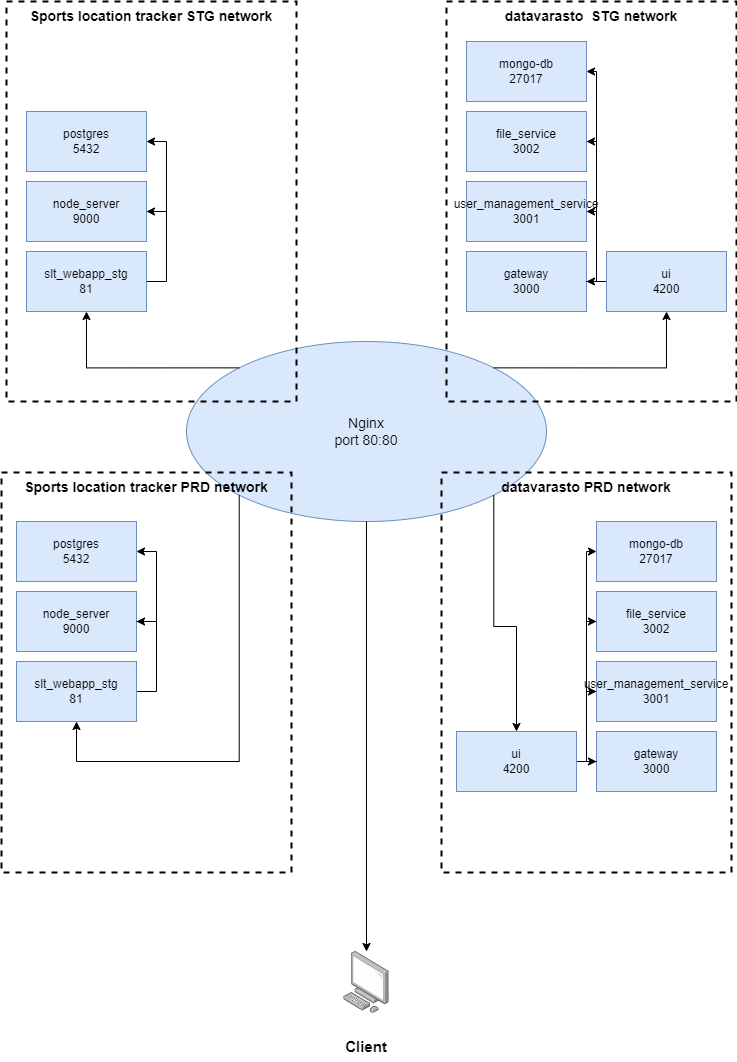 Sports location tracker STG network
postgres
5432
node_server
9000
slt_webapp_stg
81
datavarasto  STG network
mongo-db
27017
file_service
3002
user_management_service
3001
gateway
3000
ui
4200
Nginx
port 80:80
Sports location tracker PRD network
postgres
5432
node_server
9000
slt_webapp_stg
81
datavarasto PRD network
mongo-db
27017
file_service
3002
user_management_service
3001
ui
4200
gateway
3000
Client